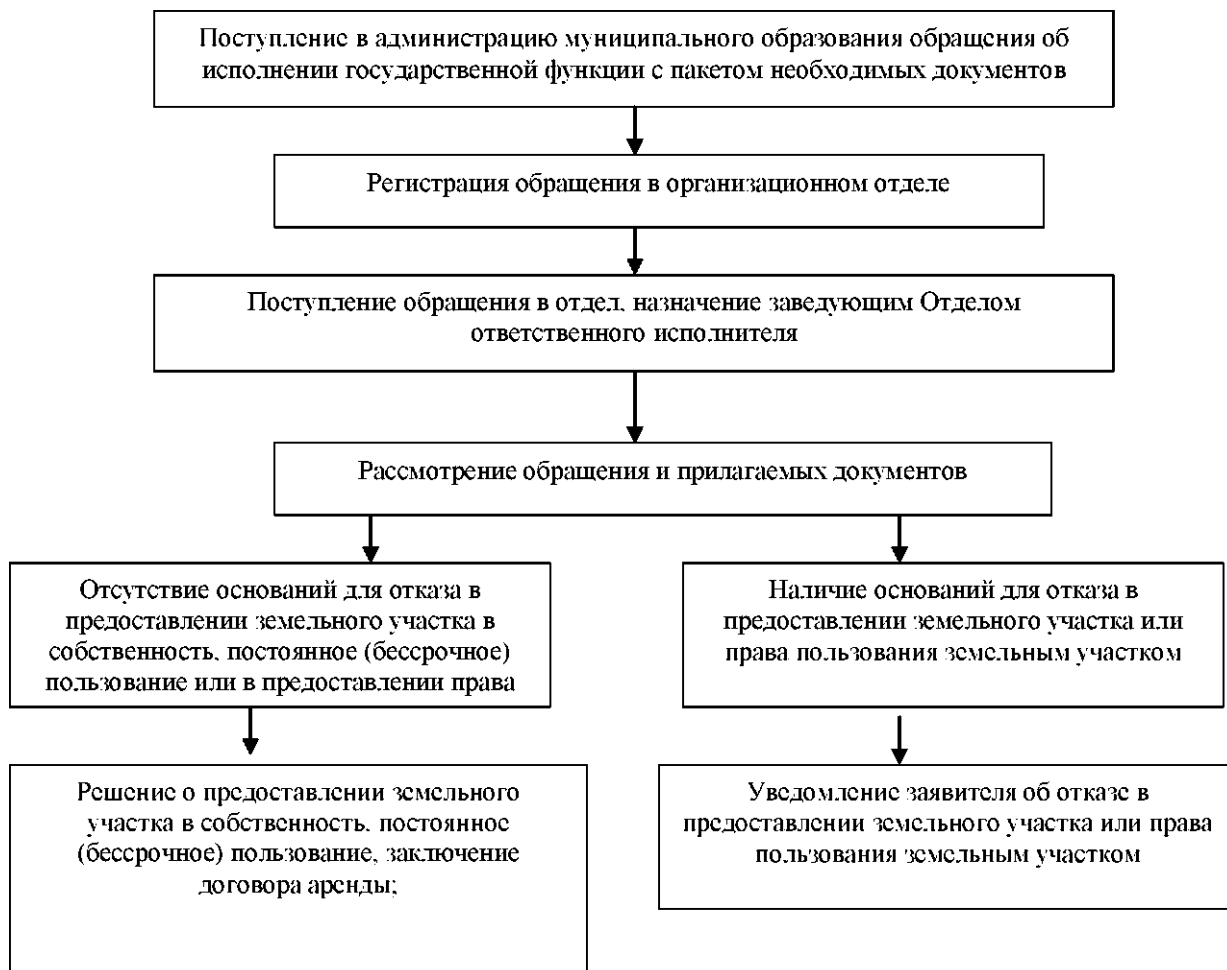 Поступление в администрацию муниципального образования обращения об
исполнении государственной функции с пакетом необходимых документов
Регистрация обращения в организационном отделе
Поступление обращения в отдел, назначение заведующим Отделом
ответственного исполнителя
Рассмотрение обращения и прилагаемых документов
Отсутствие оснований для отказа в
предоставлении земельного участка в
собственность, постоянное (бессрочное)
пользование или в предоставлении права
Наличие оснований для отказа в
предоставлении земельного участка или
права пользования земельным участком
Решение о предоставлении земельного
участка в собственность, постоянное
(бессрочное) пользование, заключение
договора аренды;
Уведомление заявителя об отказе в
предоставлении земельного участка или права
пользования земельным участком